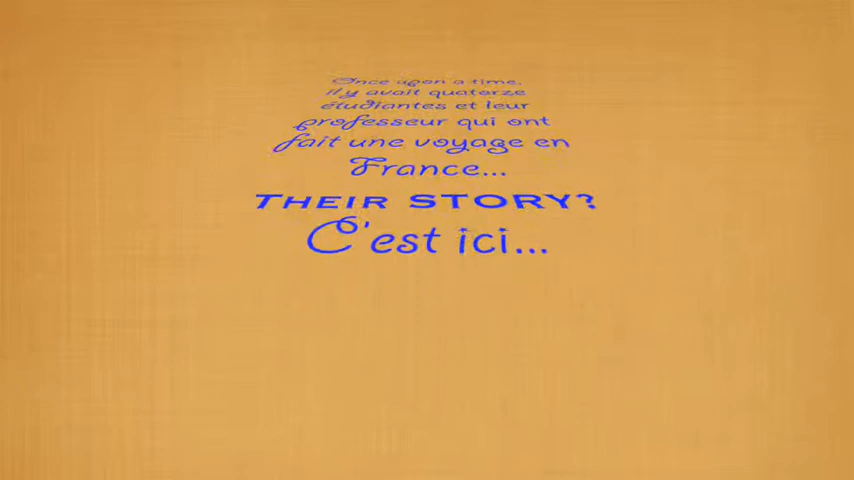 Once upon a time,
il y avait quatorze
étudiantes et leur
professeur qui ont
fait une voyage en
France...
THEIR STORY?
C'est ici...